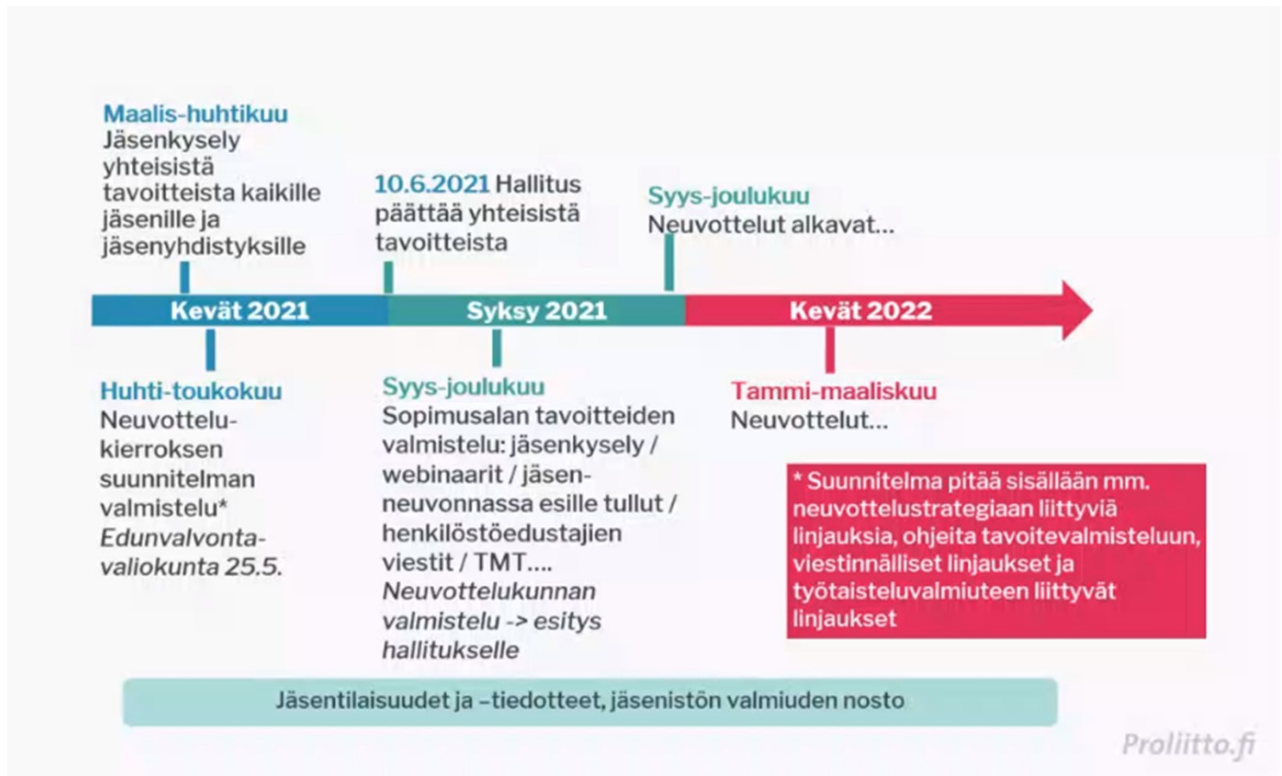 Maalis-huhtikuu
Jäsenkysely
yhteisistä
tavoitteista kaikille
jäsenille ja
jäsenyhdistyksille
10.6.2021 Hallitus
päättää yhteisistä
tavoitteista
Syys-joulukuu
Neuvottelut alkavat...
Kevät 2021
Syksy 2021
Kevät 2022
Huhti-toukokuu
Neuvottelu-
kierroksen
suunnitelman
valmistelu*
Edunvalvonta-
valiokunta 25.5.
Syys-joulukuu
Sopimusalan tavoitteiden
valmistelu: jäsenkysely /
webinaarit / jäsen-
neuvonnassa esille tullut /
henkilöstöedustajien
viestit / TMT....
Neuvottelukunnan
valmistelu -> esitys
hallitukselle
Tammi-maaliskuu
Neuvottelut...
* Suunnitelma pitää sisällään mm.
neuvottelustrategiaan liittyviä
linjauksia, ohjeita tavoitevalmisteluun,
viestinnälliset linjaukset ja
työtaisteluvalmiuteen liittyvät
linjaukset
Jäsentilaisuudet ja –tiedotteet, jäsenistön valmiuden nosto
Proliitto.fi